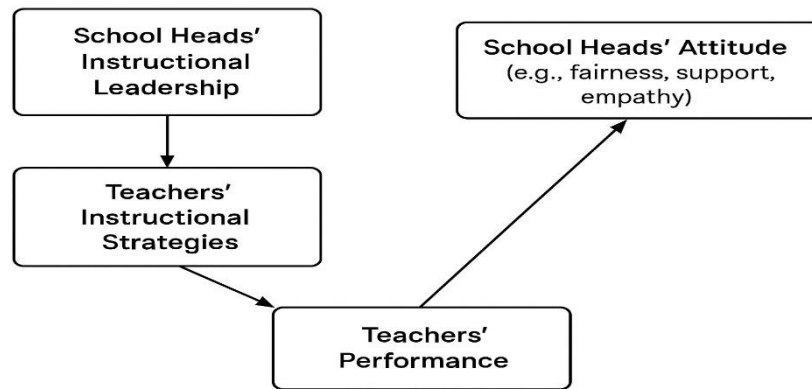 School Heads’
Instructional
Leadership
School Heads’ Attitude
(e.g., fairness, support,
empathy)
Teachers’
Instructional
Strategies
Teachers’
Performance